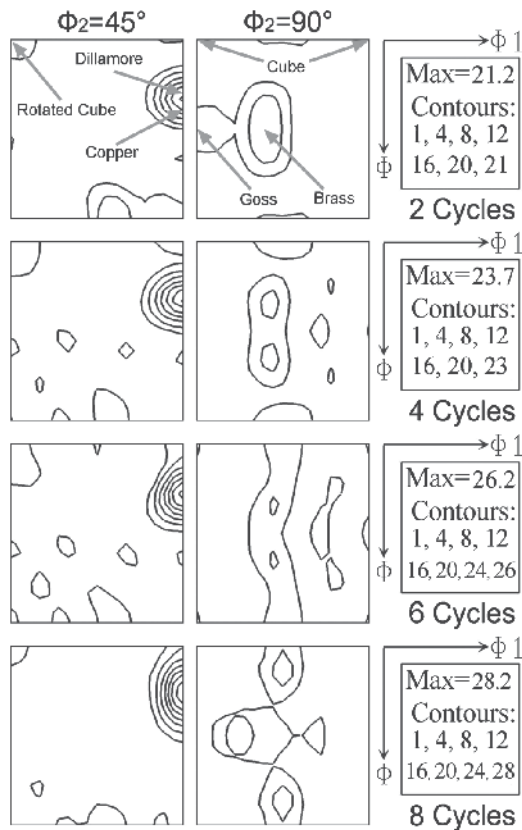 Φ₂=45° Φ₂=90°
Φ1
Dillamore
Rotated Cube
Copper
Cube
Goss
Brass
Φ
Max=21.2
Contours:
1, 4, 8, 12
16, 20, 21
2 Cycles
Φ1
Φ
Max=23.7
Contours:
1, 4, 8, 12
16, 20, 23
4 Cycles
Φ1
Φ
Max=26.2
Contours:
1, 4, 8, 12
16, 20, 24, 26
6 Cycles
Φ1
Φ
Max=28.2
Contours:
1, 4, 8, 12
16, 20, 24, 28
8 Cycles